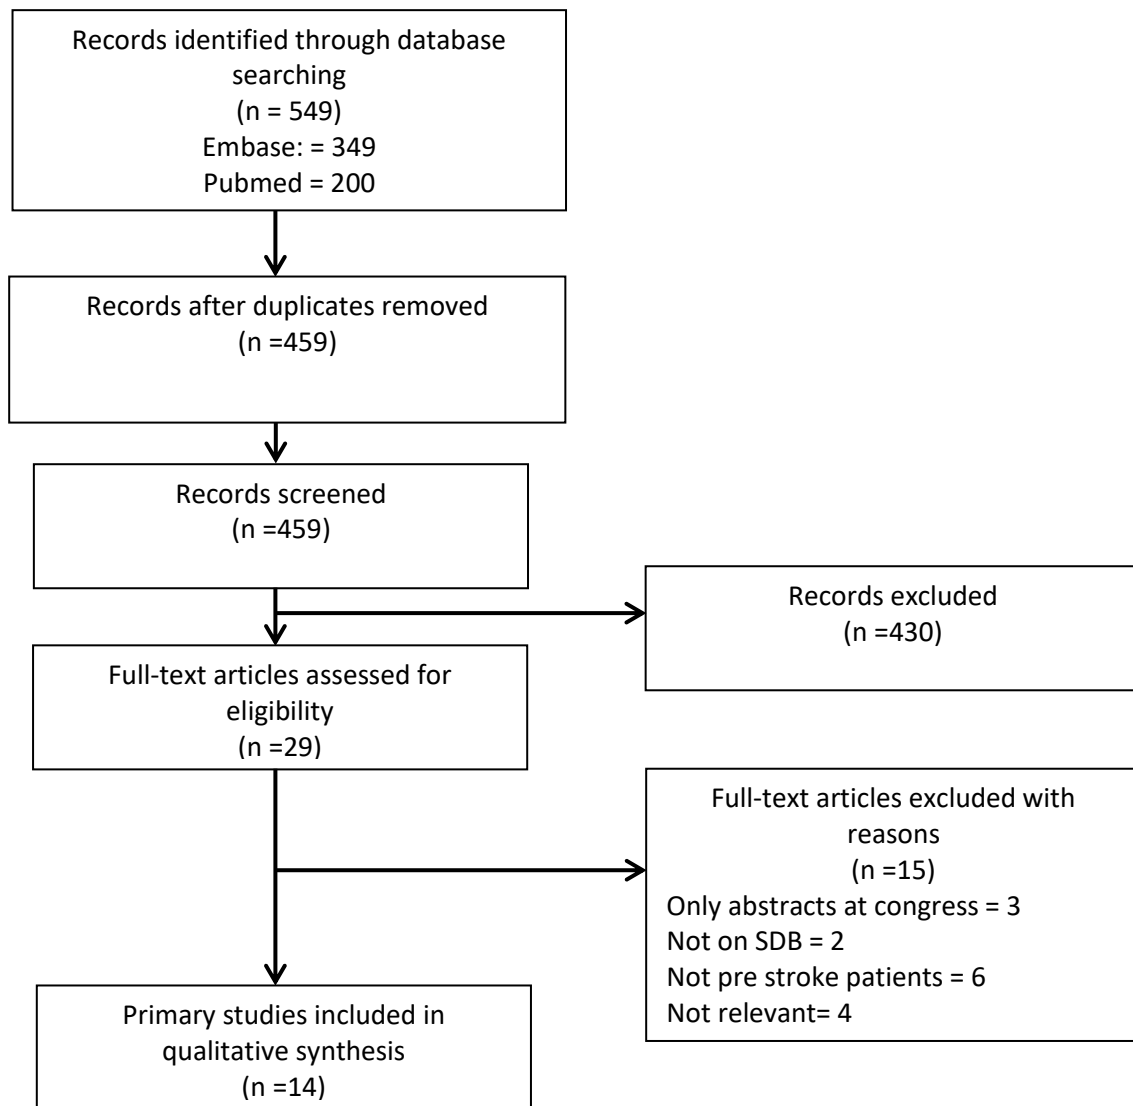 Records identified through database
searching
(n = 549)
Embase: = 349
Pubmed = 200
Records after duplicates removed
(n =459)
Records screened
(n =459)
Records excluded
(n =430)
Full-text articles assessed for
eligibility
(n =29)
Full-text articles excluded with
reasons
(n =15)
Only abstracts at congress = 3
Not on SDB = 2
Not pre stroke patients = 6
Not relevant= 4
Primary studies included in
qualitative synthesis
(n =14)